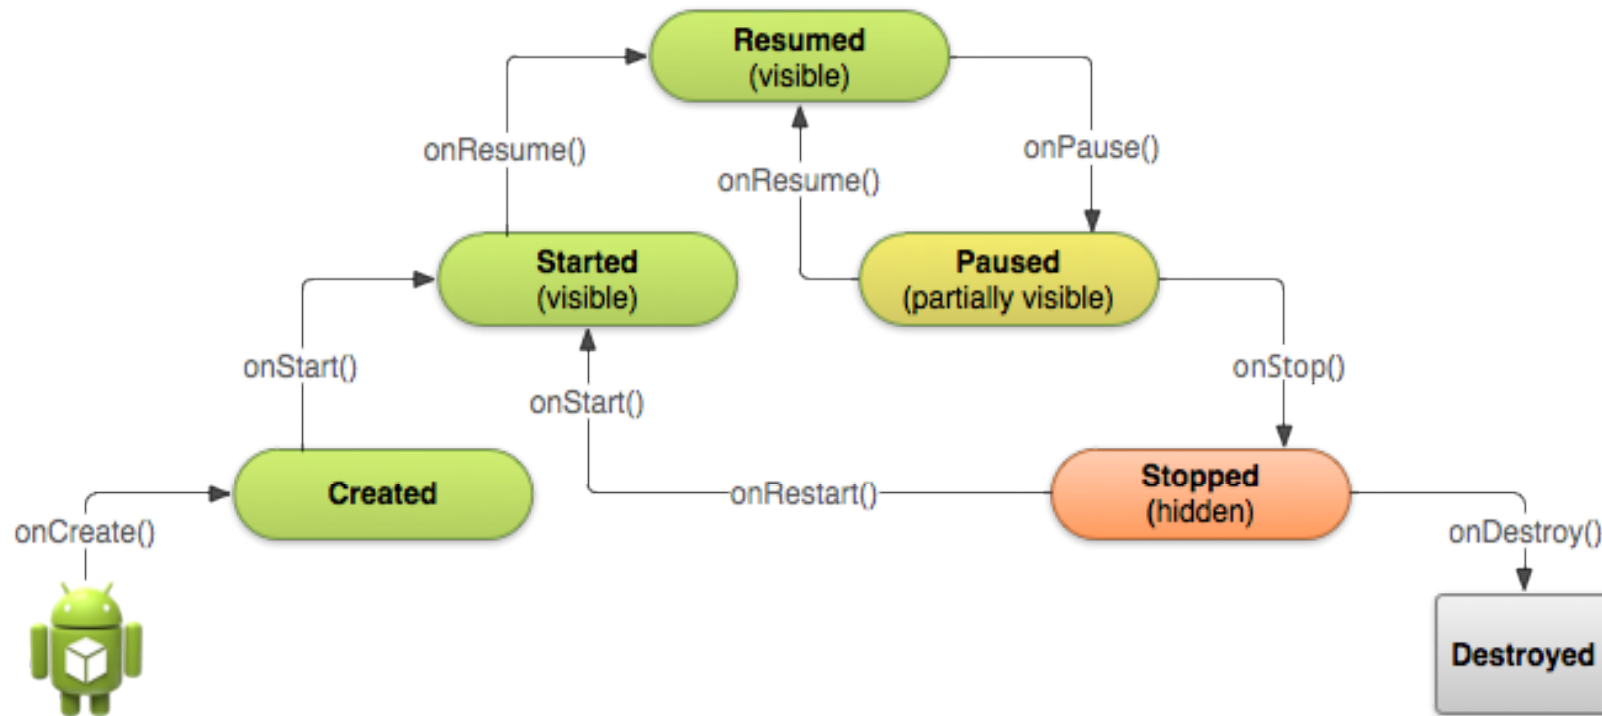 Resumed
(visible)
onResume()
onPause()
onResume()
Started
(visible)
Paused
(partially visible)
onStart()
onStop()
onStart()
Created
onRestart()
Stopped
(hidden)
onCreate()
onDestroy()
Destroyed